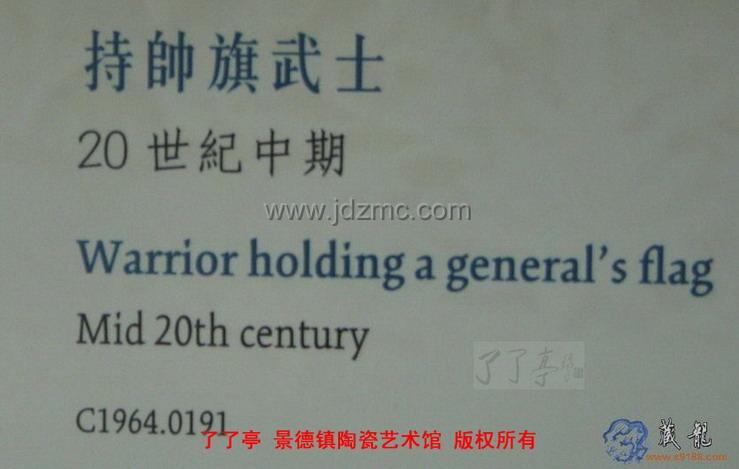 持帥旗武士
20 世紀中期
www.jdzmc.com
Warrior holding a general's flag
Mid 20th century
了了亭
C1964.0191
了了亭 景德镇陶瓷艺术馆 版权所有
藏龍
www.s9188.com